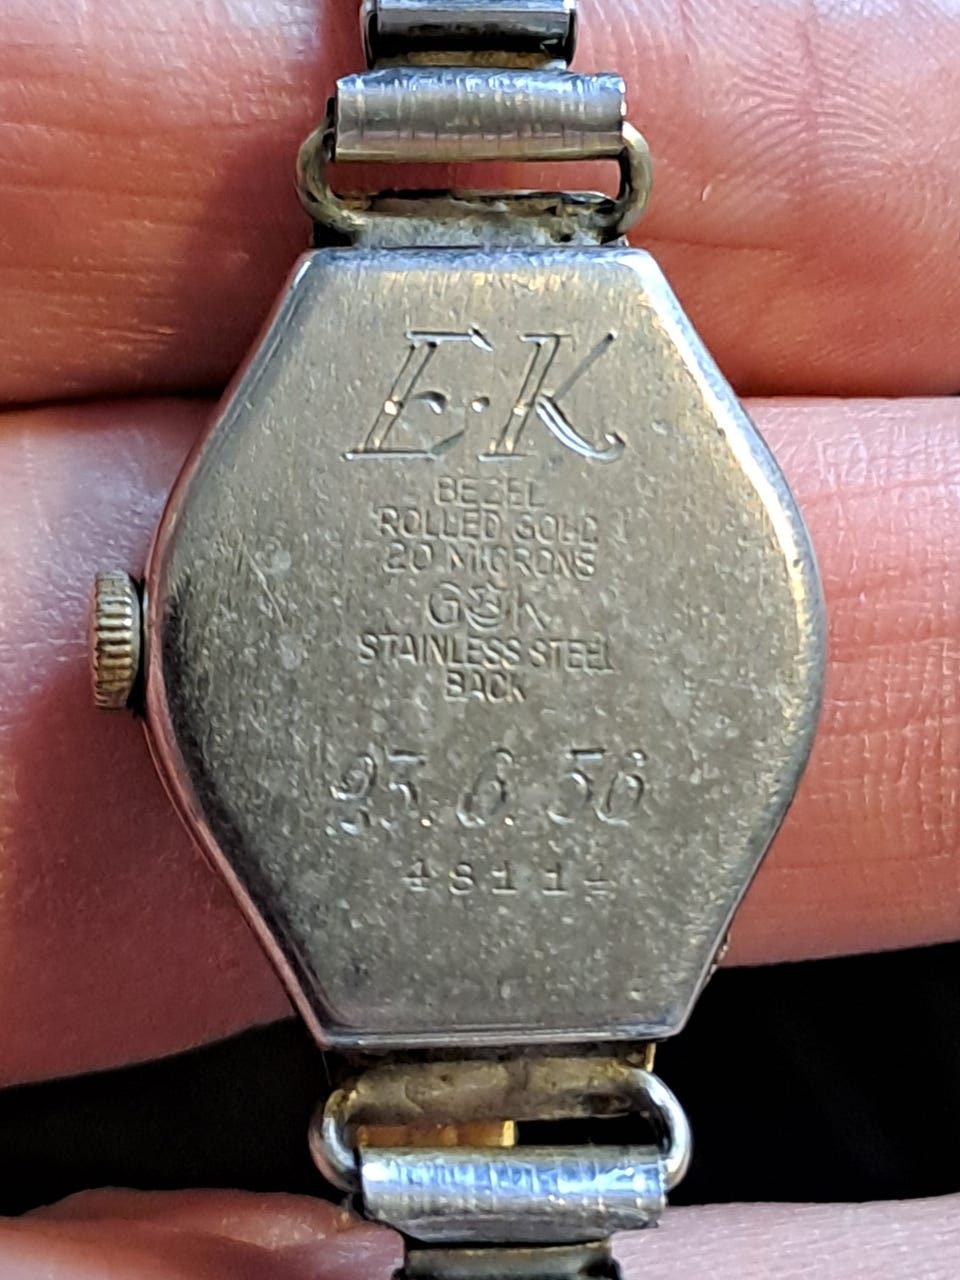 E·K
BEZEL
ROLLED GOLD
20 MICRONS
G K
STAINLESS STEEL
BACK
23.6.56
48114